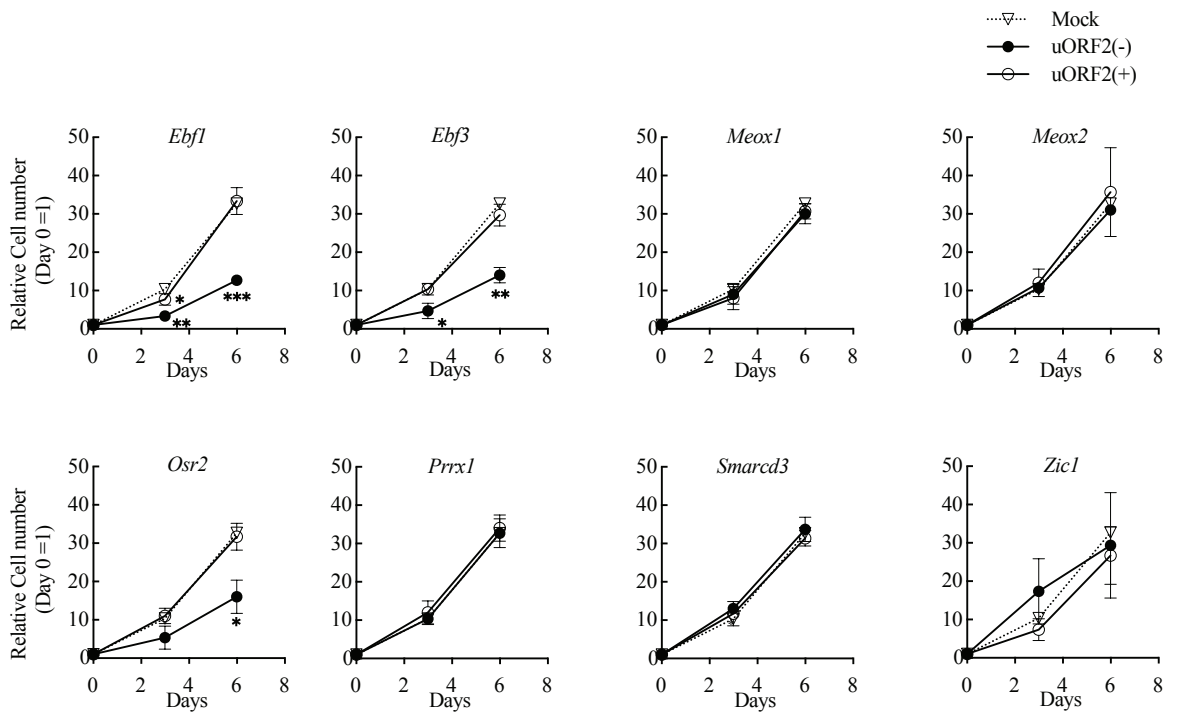 Mock
uORF2(-)
uORF2(+)
Ebf1
Ebf3
Meox1
Meox2
Relative Cell number
(Day 0 =1)
50
40
30
20
10
0
0 2 4 6 8
Days
*
**
***
50
40
30
20
10
0
0 2 4 6 8
Days
*
**
50
40
30
20
10
0
0 2 4 6 8
Days
50
40
30
20
10
0
0 2 4 6 8
Days
Osr2
Prrx1
Smarcd3
Zic1
Relative Cell number
(Day 0 =1)
50
40
30
20
10
0
0 2 4 6 8
Days
*
50
40
30
20
10
0
0 2 4 6 8
Days
50
40
30
20
10
0
0 2 4 6 8
Days
50
40
30
20
10
0
0 2 4 6 8
Days